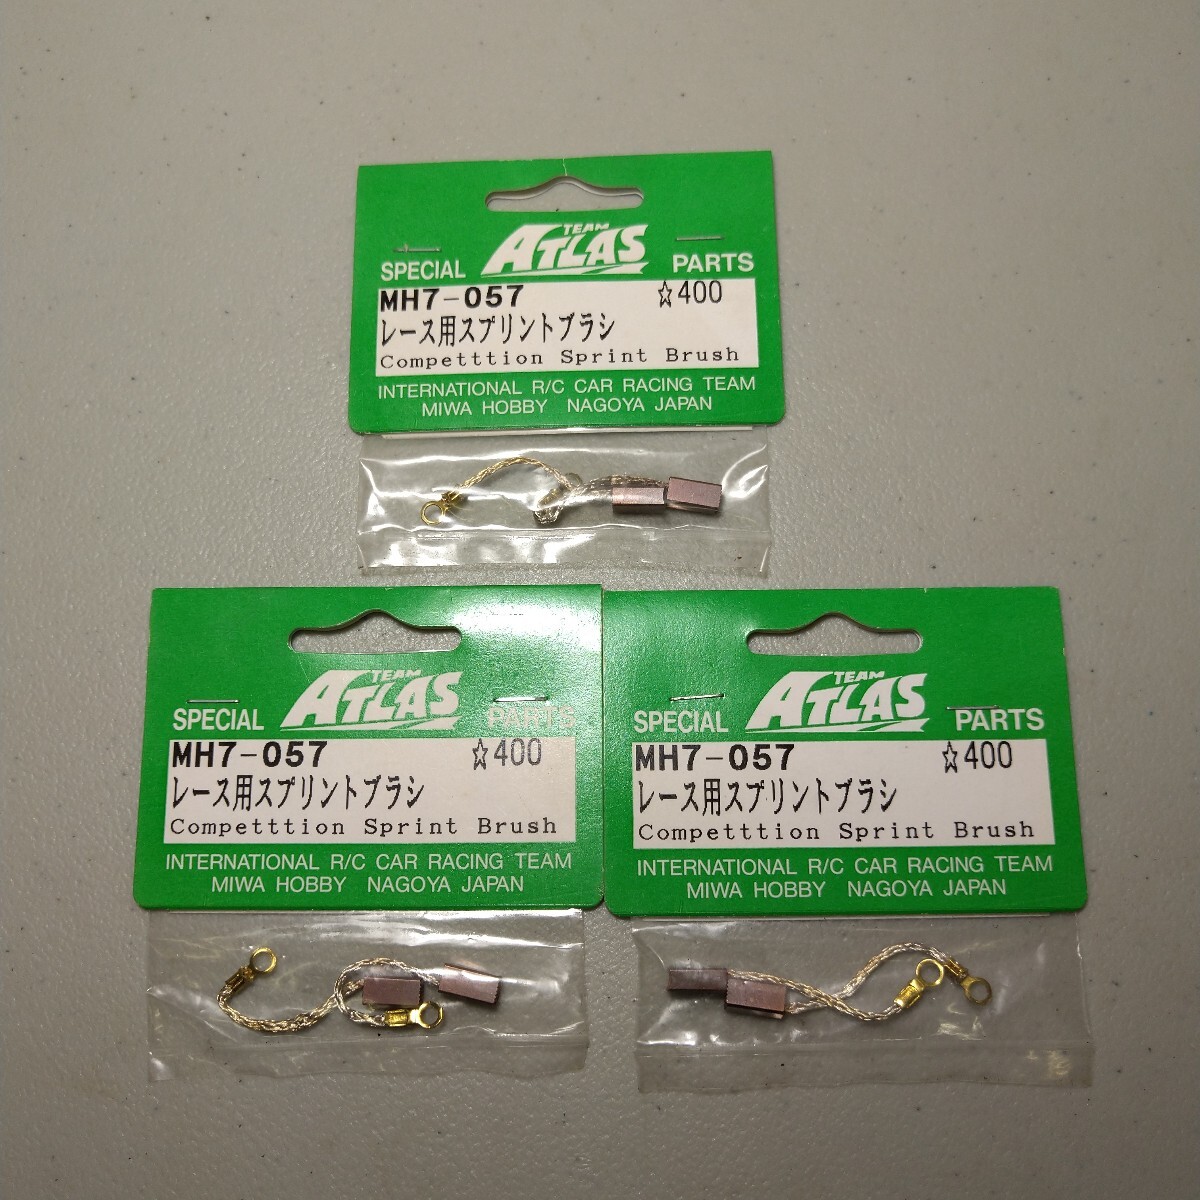 TEAM
ATLAS
SPECIAL PARTS
MH7-057 ☆400
レース用スプリントブラシ
Competttion Sprint Brush
INTERNATIONAL R/C CAR RACING TEAM
MIWA HOBBY NAGOYA JAPAN
TEAM
ATLAS
SPECIAL PARTS
MH7-057 ☆400
レース用スプリントブラシ
Competttion Sprint Brush
INTERNATIONAL R/C CAR RACING TEAM
MIWA HOBBY NAGOYA JAPAN
TEAM
ATLAS
SPECIAL PARTS
MH7-057 ☆400
レース用スプリントブラシ
Competttion Sprint Brush
INTERNATIONAL R/C CAR RACING TEAM
MIWA HOBBY NAGOYA JAPAN